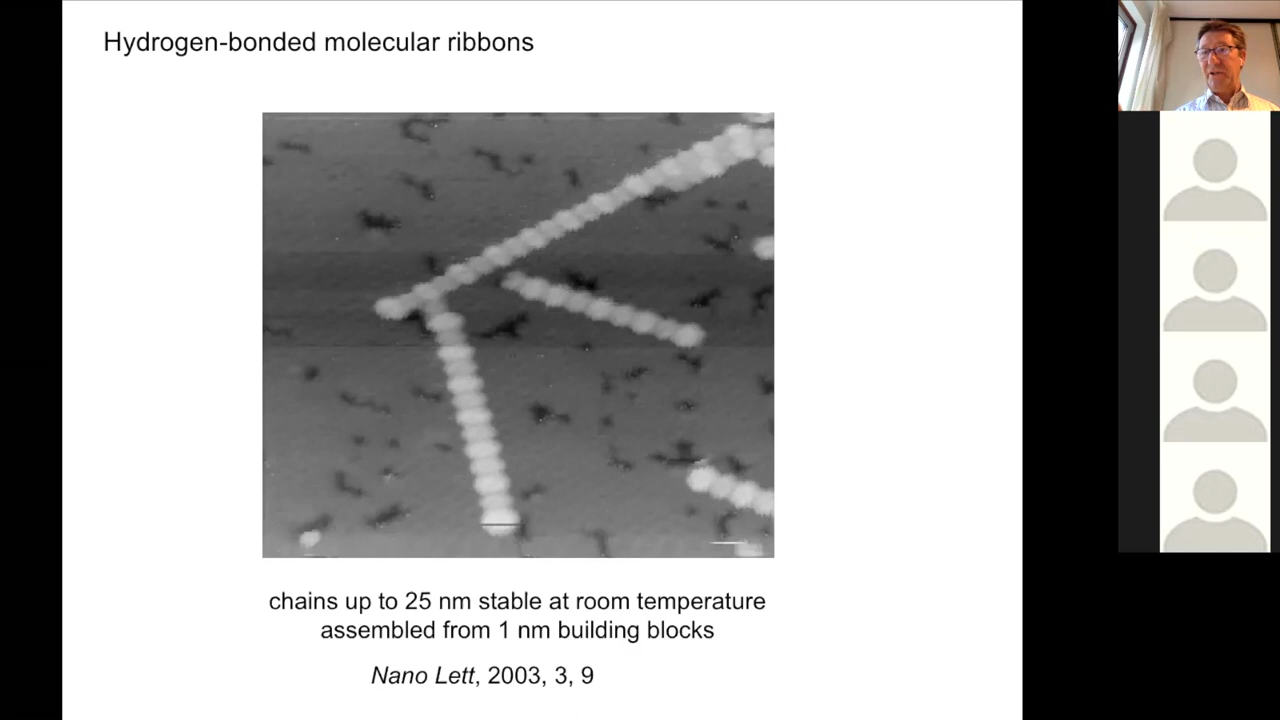 Hydrogen-bonded molecular ribbons
chains up to 25 nm stable at room temperature
assembled from 1 nm building blocks
Nano Lett, 2003, 3, 9